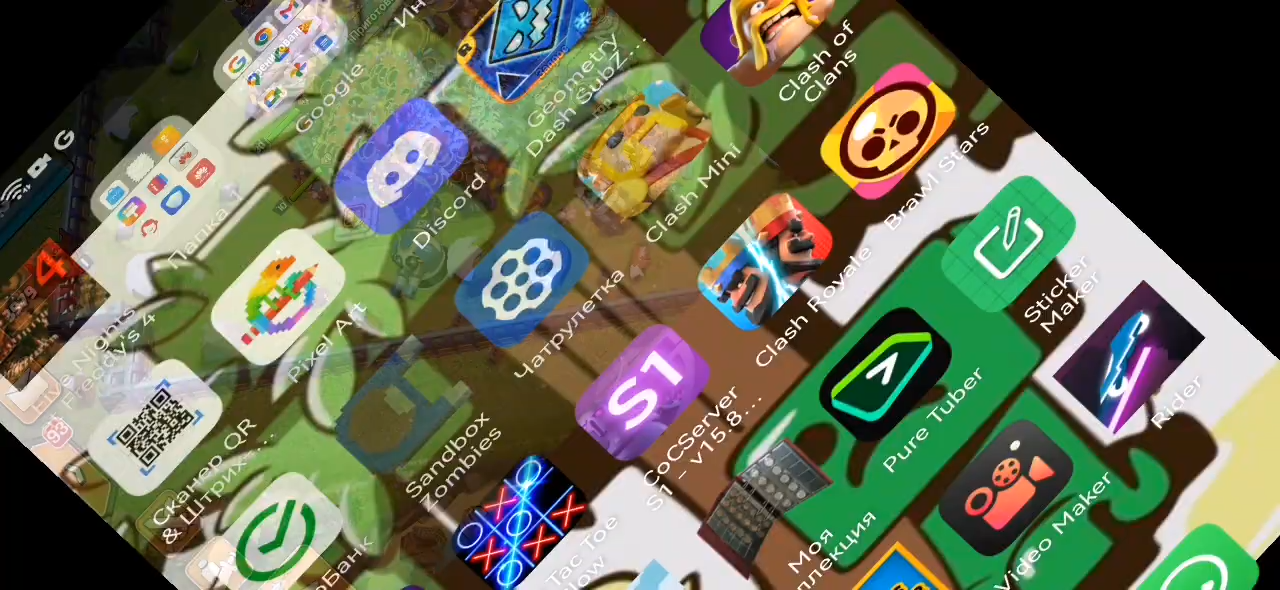 Google
Папка
Geometry
Dash SubZ...
Discord
Pixel Art
Сканер QR
& Штрих-...
Clash of
Clans
Clash Mini
Чатрулетка
Sandbox
Zombies
Brawl Stars
Clash Royale
S1
CoCServer
S1 – v15.8...
Tac Toe
Sticker
Maker
Pure Tuber
Моя
Rider
Video Maker
93
4